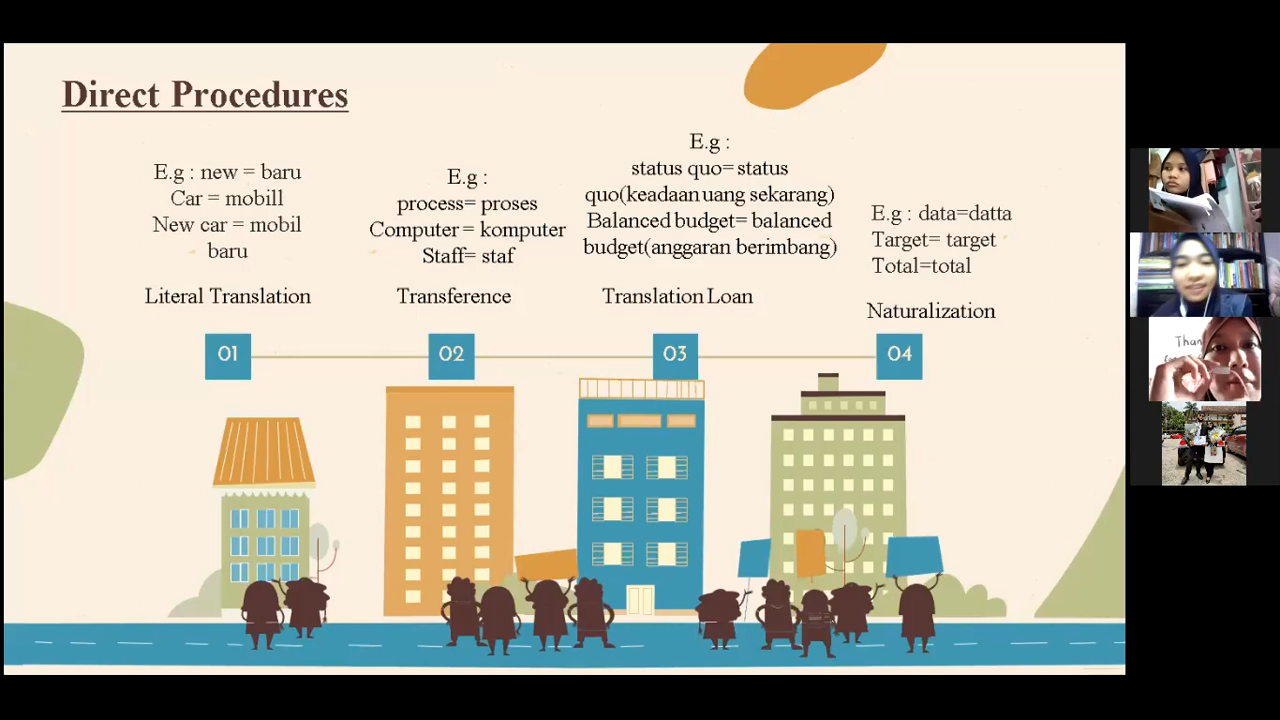 Direct Procedures
E.g : new = baru
Car = mobill
New car = mobil
baru
Literal Translation
01
E.g :
process= proses
Computer = komputer
Staff= staf
Transference
02
E.g :
status quo= status
quo(keadaan uang sekarang)
Balanced budget= balanced
budget(anggaran berimbang)
Translation Loan
03
E.g : data=datta
Target= target
Total=total
Naturalization
04